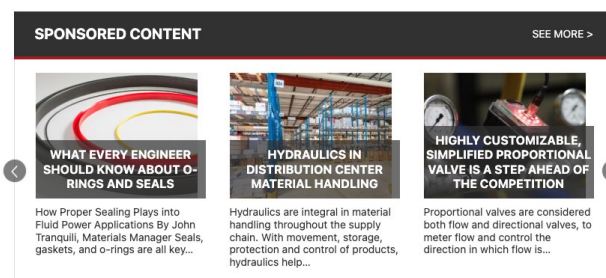 SPONSORED CONTENT
SEE MORE >
WHAT EVERY ENGINEER
SHOULD KNOW ABOUT O-
RINGS AND SEALS
How Proper Sealing Plays into
Fluid Power Applications By John
Tranquili, Materials Manager Seals,
gaskets, and o-rings are all key...
HYDRAULICS IN
DISTRIBUTION CENTER
MATERIAL HANDLING
Hydraulics are integral in material
handling throughout the supply
chain. With movement, storage,
protection and control of products,
hydraulics help...
HIGHLY CUSTOMIZABLE,
SIMPLIFIED PROPORTIONAL
VALVE IS A STEP AHEAD OF
THE COMPETITION
Proportional valves are considered
both flow and directional valves, to
meter flow and control the
direction in which flow is...